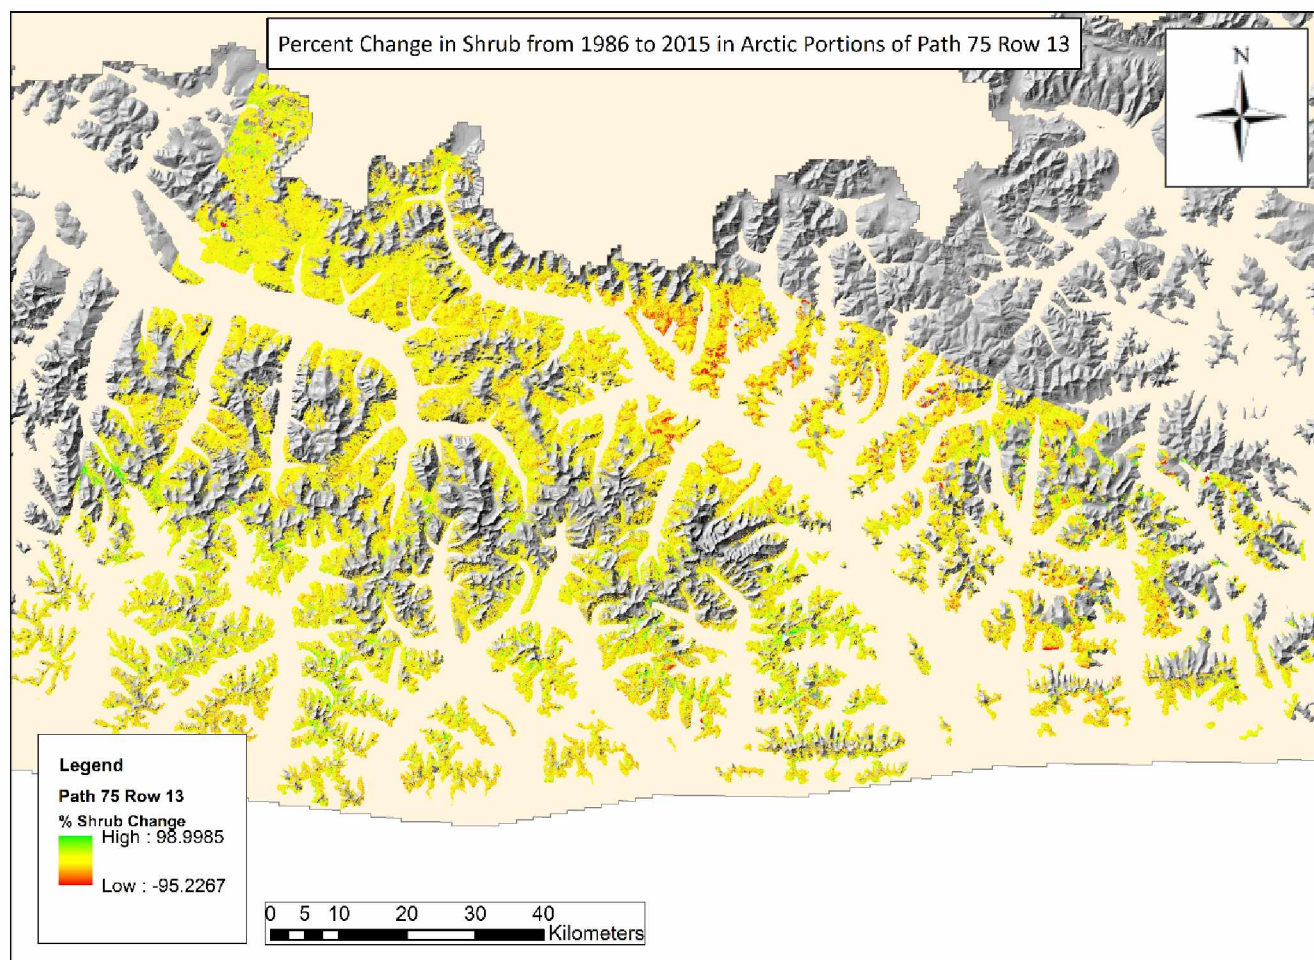 Percent Change in Shrub from 1986 to 2015 in Arctic Portions of Path 75 Row 13
N
Legend
Path 75 Row 13
% Shrub Change
High : 98.9985
Low : -95.2267
0 5 10 20 30 40
Kilometers